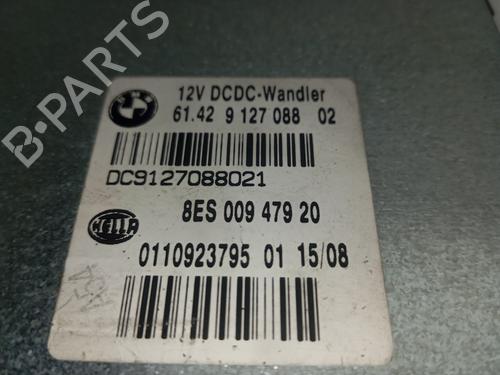 BMW
12V DCDC-Wandler
61.42 9 127 088 02
DC9127088021
8ES 009 479 20
HELLA
0110923795 01 15/08
B-PARTS